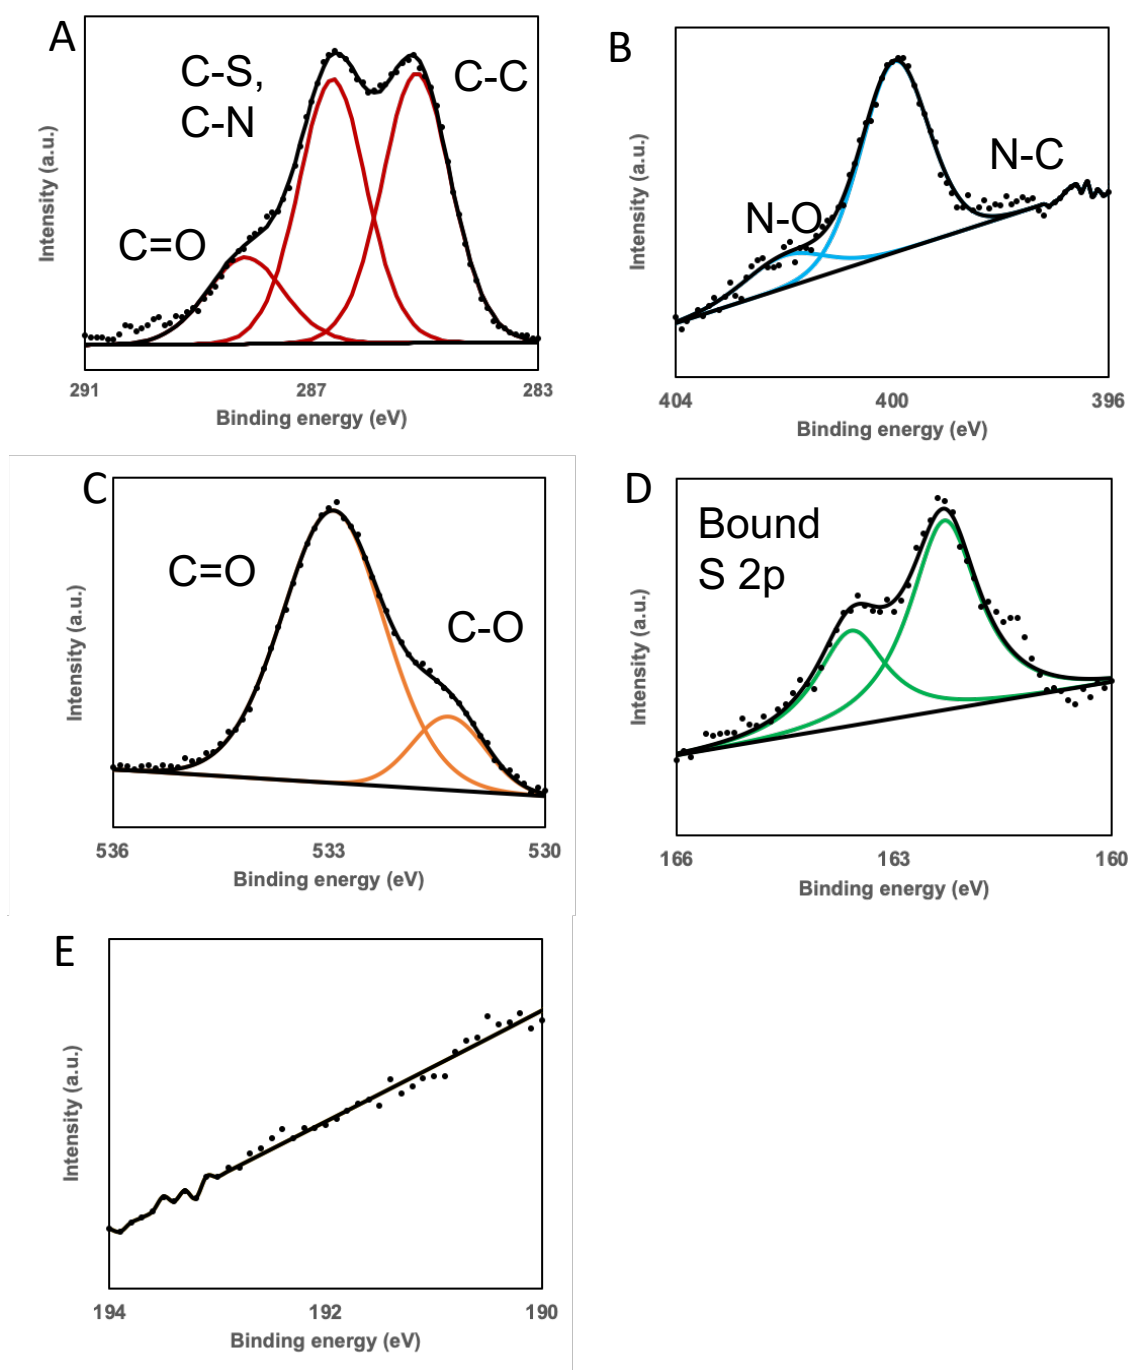 A
C-S,
C-N
C-C
C=O
Intensity (a.u.)
291
287
283
Binding energy (eV)
B
N-C
N-O
Intensity (a.u.)
404
400
396
Binding energy (eV)
C
C=O
C-O
Intensity (a.u.)
536
533
530
Binding energy (eV)
D
Bound
S 2p
Intensity (a.u.)
166
163
160
Binding energy (eV)
E
Intensity (a.u.)
194
192
190
Binding energy (eV)